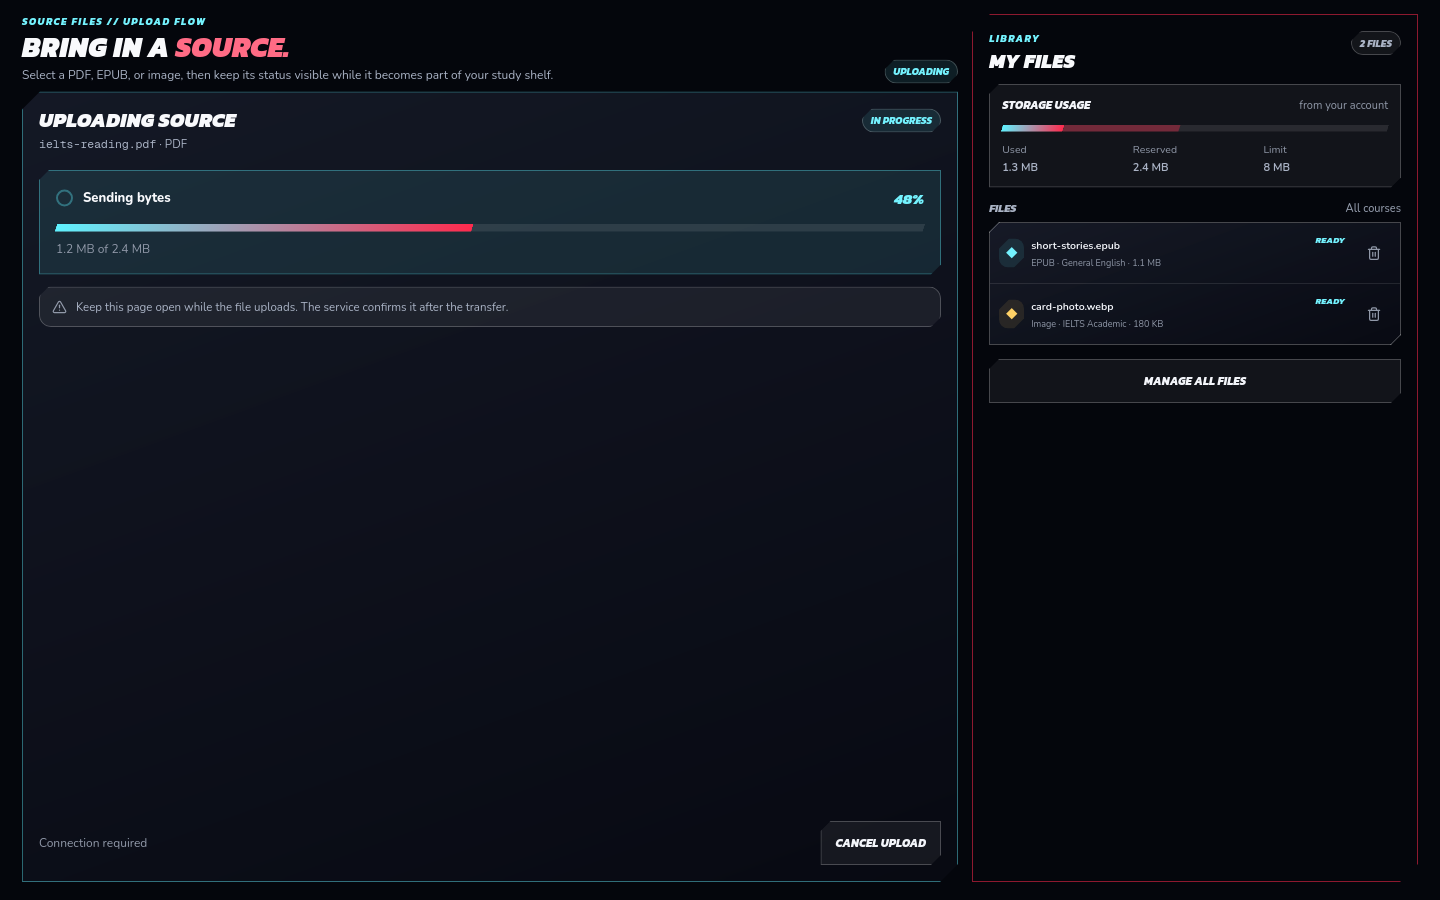 SOURCE FILES // UPLOAD FLOW
BRING IN A SOURCE.
Select a PDF, EPUB, or image, then keep its status visible while it becomes part of your study shelf.
UPLOADING
UPLOADING SOURCE
IN PROGRESS
ielts-reading.pdf · PDF
Sending bytes
48%
1.2 MB of 2.4 MB
Keep this page open while the file uploads. The service confirms it after the transfer.
Connection required
CANCEL UPLOAD
LIBRARY
MY FILES
2 FILES
STORAGE USAGE
from your account
Used
Reserved
Limit
1.3 MB
2.4 MB
8 MB
FILES
All courses
short-stories.epub
READY
EPUB · General English · 1.1 MB
card-photo.webp
READY
Image · IELTS Academic · 180 KB
MANAGE ALL FILES